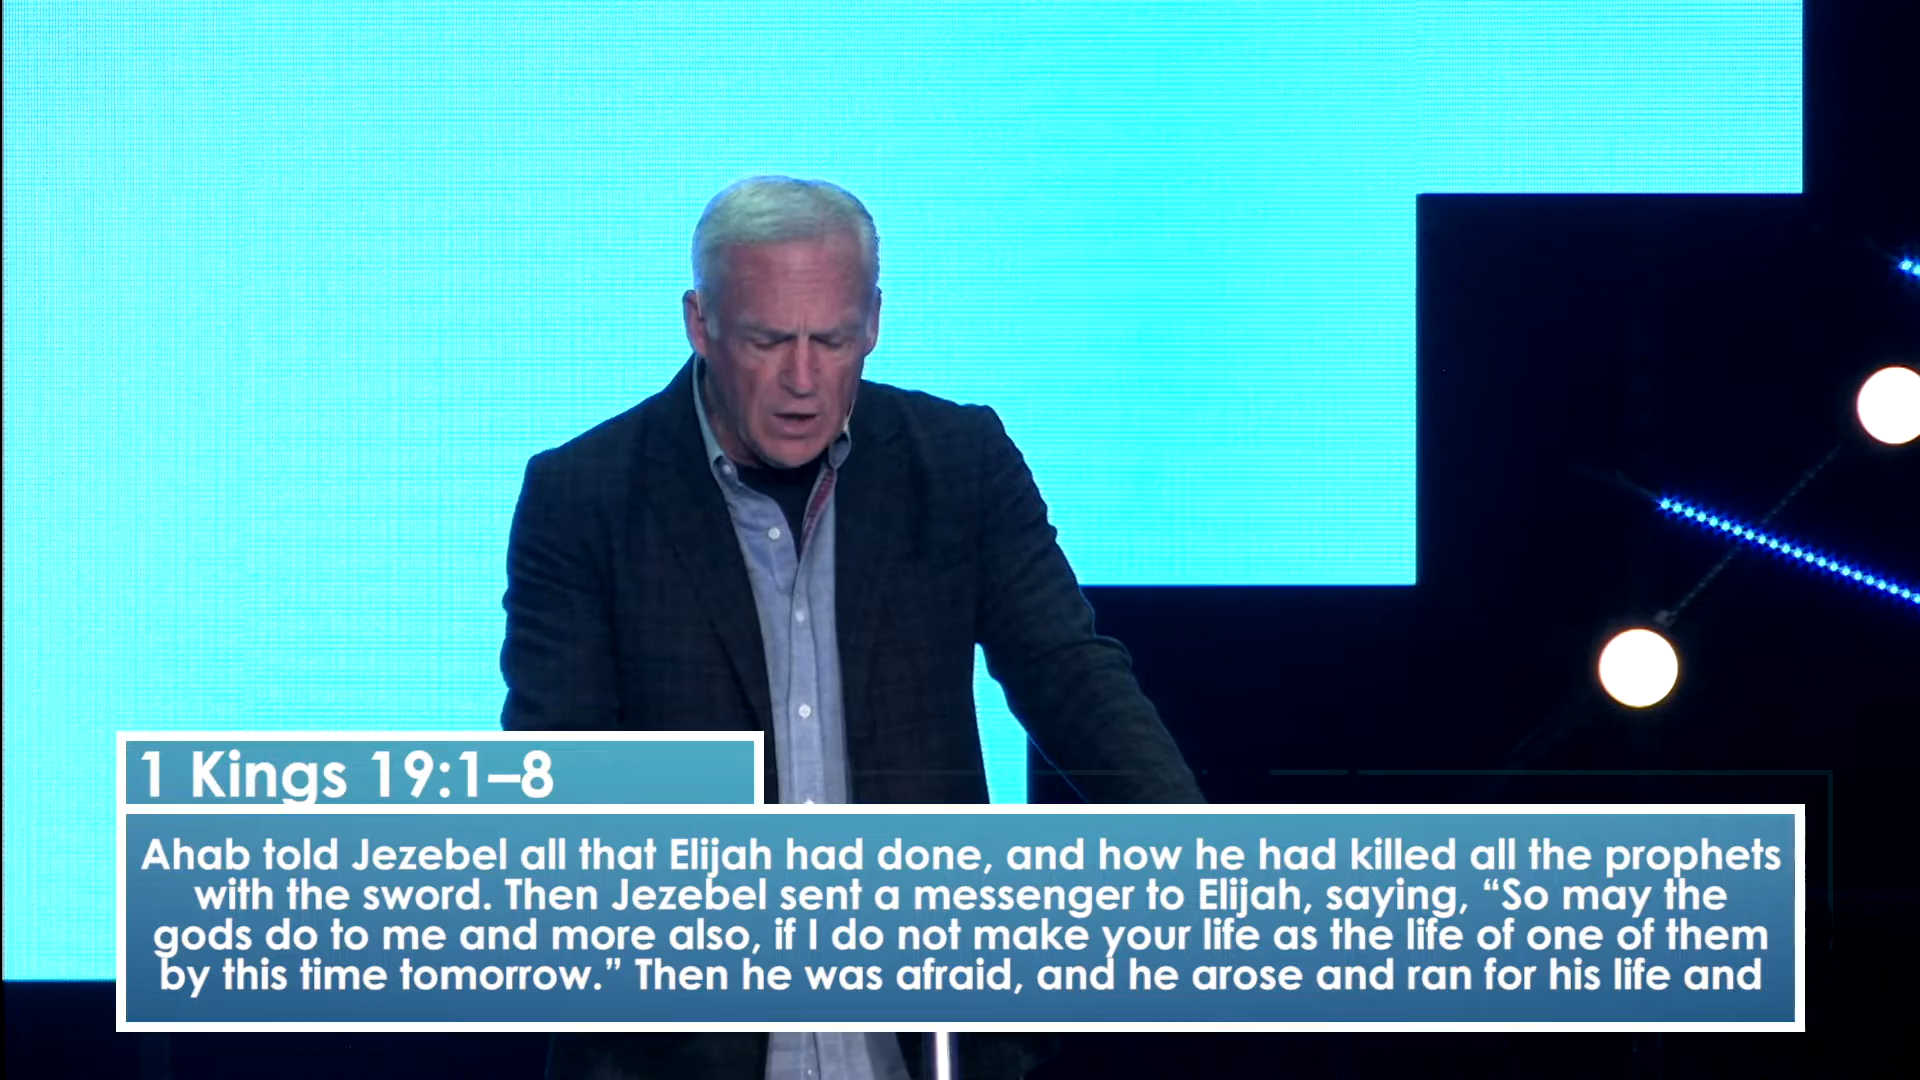 1 Kings 19:1–8
Ahab told Jezebel all that Elijah had done, and how he had killed all the prophets
with the sword. Then Jezebel sent a messenger to Elijah, saying, “So may the
gods do to me and more also, if I do not make your life as the life of one of them
by this time tomorrow.” Then he was afraid, and he arose and ran for his life and